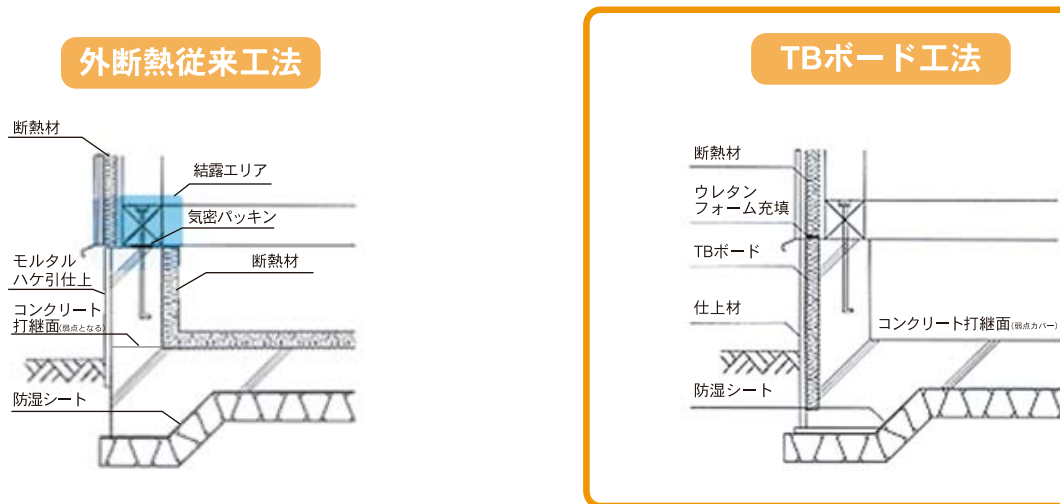 外断熱従来工法
断熱材
結露エリア
気密パッキン
モルタル
ハケ引仕上
断熱材
コンクリート
打継面(弱点となる)
防湿シート
TBボード工法
断熱材
ウレタン
フォーム充填
TBボード
仕上材
コンクリート打継面(弱点カバー)
防湿シート